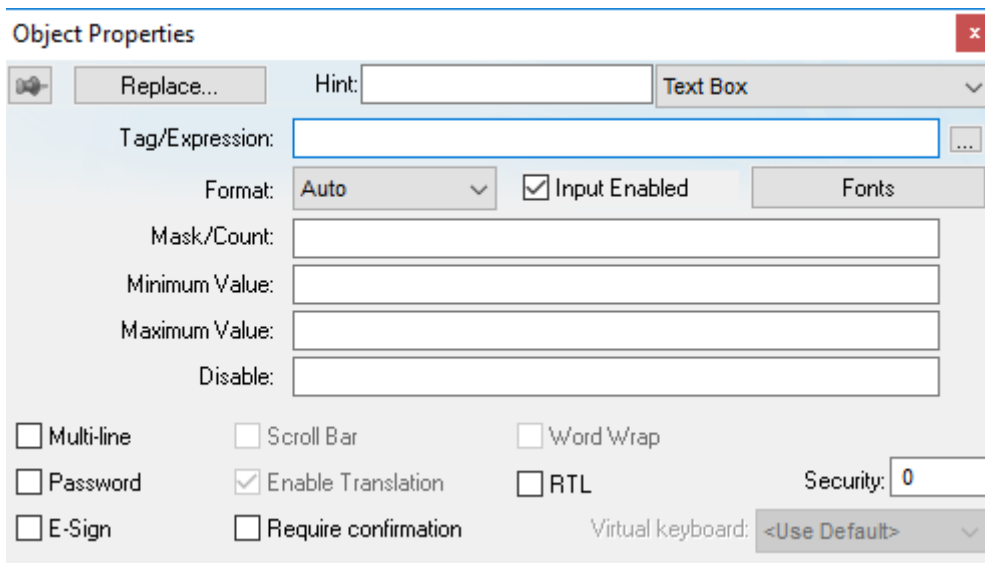 Object Properties x
Replace... Hint: Text Box
Tag/Expression: ...
Format: Auto Input Enabled Fonts
Mask/Count:
Minimum Value:
Maximum Value:
Disable:
Multi-line Scroll Bar Word Wrap
Password Enable Translation RTL Security: 0
E-Sign Require confirmation Virtual keyboard: <Use Default>